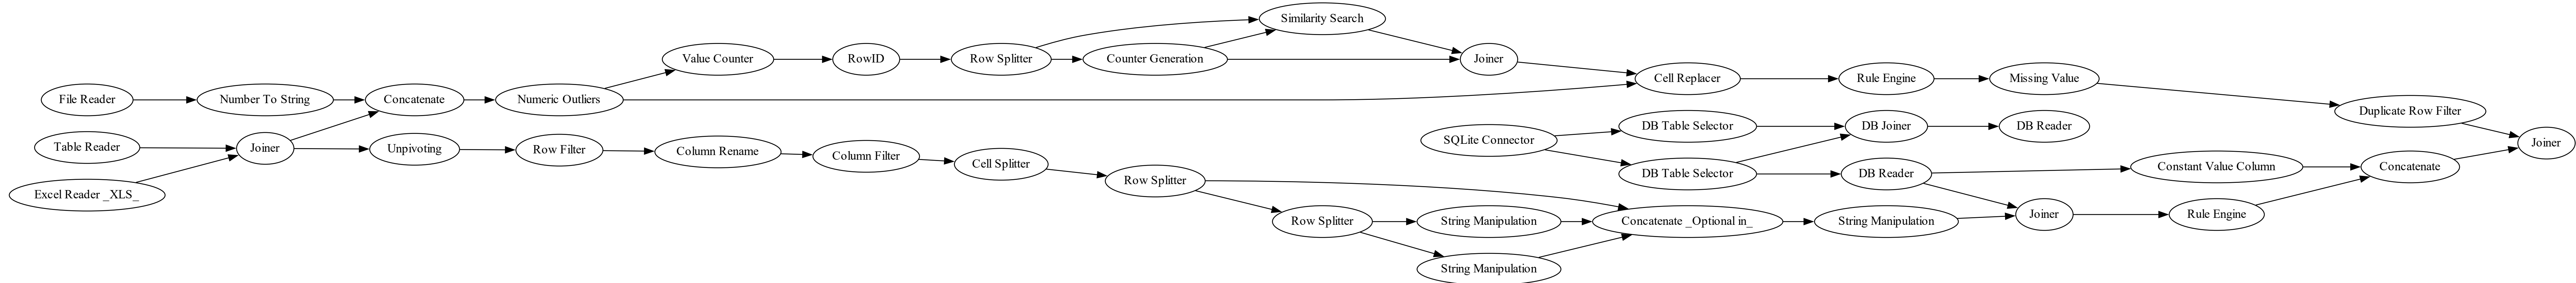 Similarity Search
Value Counter
RowID
Row Splitter
Counter Generation
Joiner
Cell Replacer
Rule Engine
Missing Value
File Reader
Number To String
Concatenate
Numeric Outliers
Duplicate Row Filter
Table Reader
Joiner
Unpivoting
Row Filter
Column Rename
Column Filter
Cell Splitter
SQLite Connector
DB Table Selector
DB Joiner
DB Reader
Joiner
Excel Reader _XLS_
Row Splitter
DB Table Selector
DB Reader
Constant Value Column
Concatenate
Row Splitter
String Manipulation
Concatenate _Optional in_
String Manipulation
Joiner
Rule Engine
String Manipulation